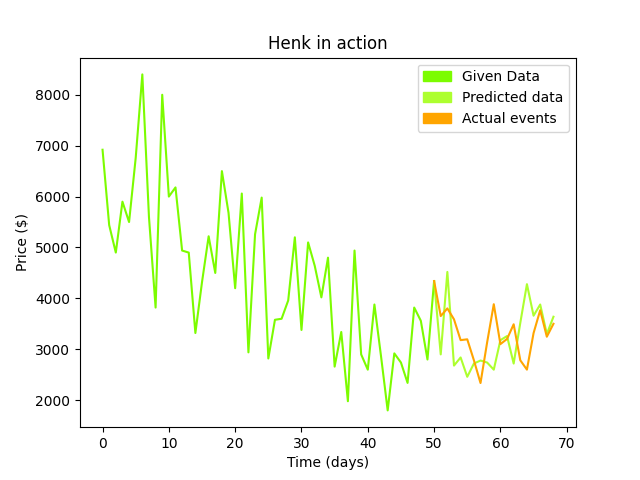 Henk in action
Given Data
Predicted data
Actual events
Price ($)
8000
7000
6000
5000
4000
3000
2000
0 10 20 30 40 50 60 70
Time (days)